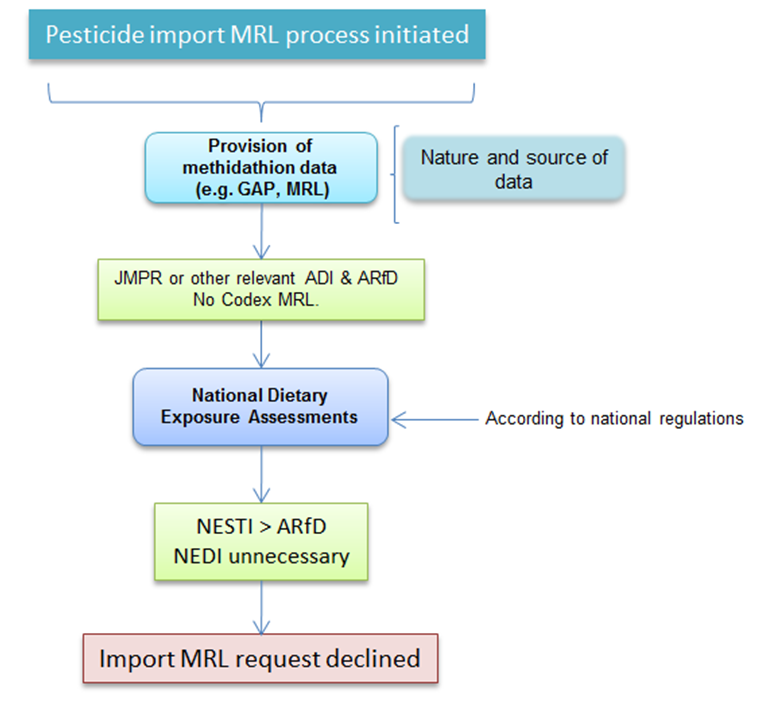 Pesticide import MRL process initiated
Provision of
methidathion data
(e.g. GAP, MRL)
Nature and source of
data
JMPR or other relevant ADI & ARfD
No Codex MRL.
National Dietary
Exposure Assessments
According to national regulations
NESTI > ARfD
NEDI unnecessary
Import MRL request declined